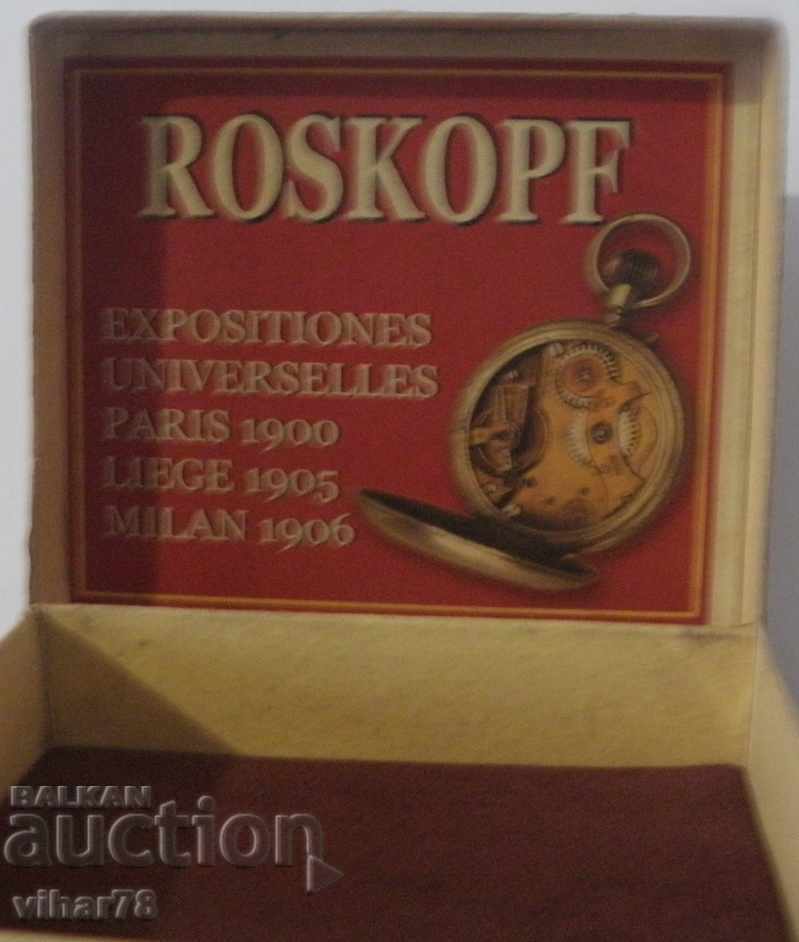 ROSKOPF
EXPOSITIONES
UNIVERSELLES
PARIS 1900
LIEGE 1905
MILAN 1906
BALKAN
auction
vihar78